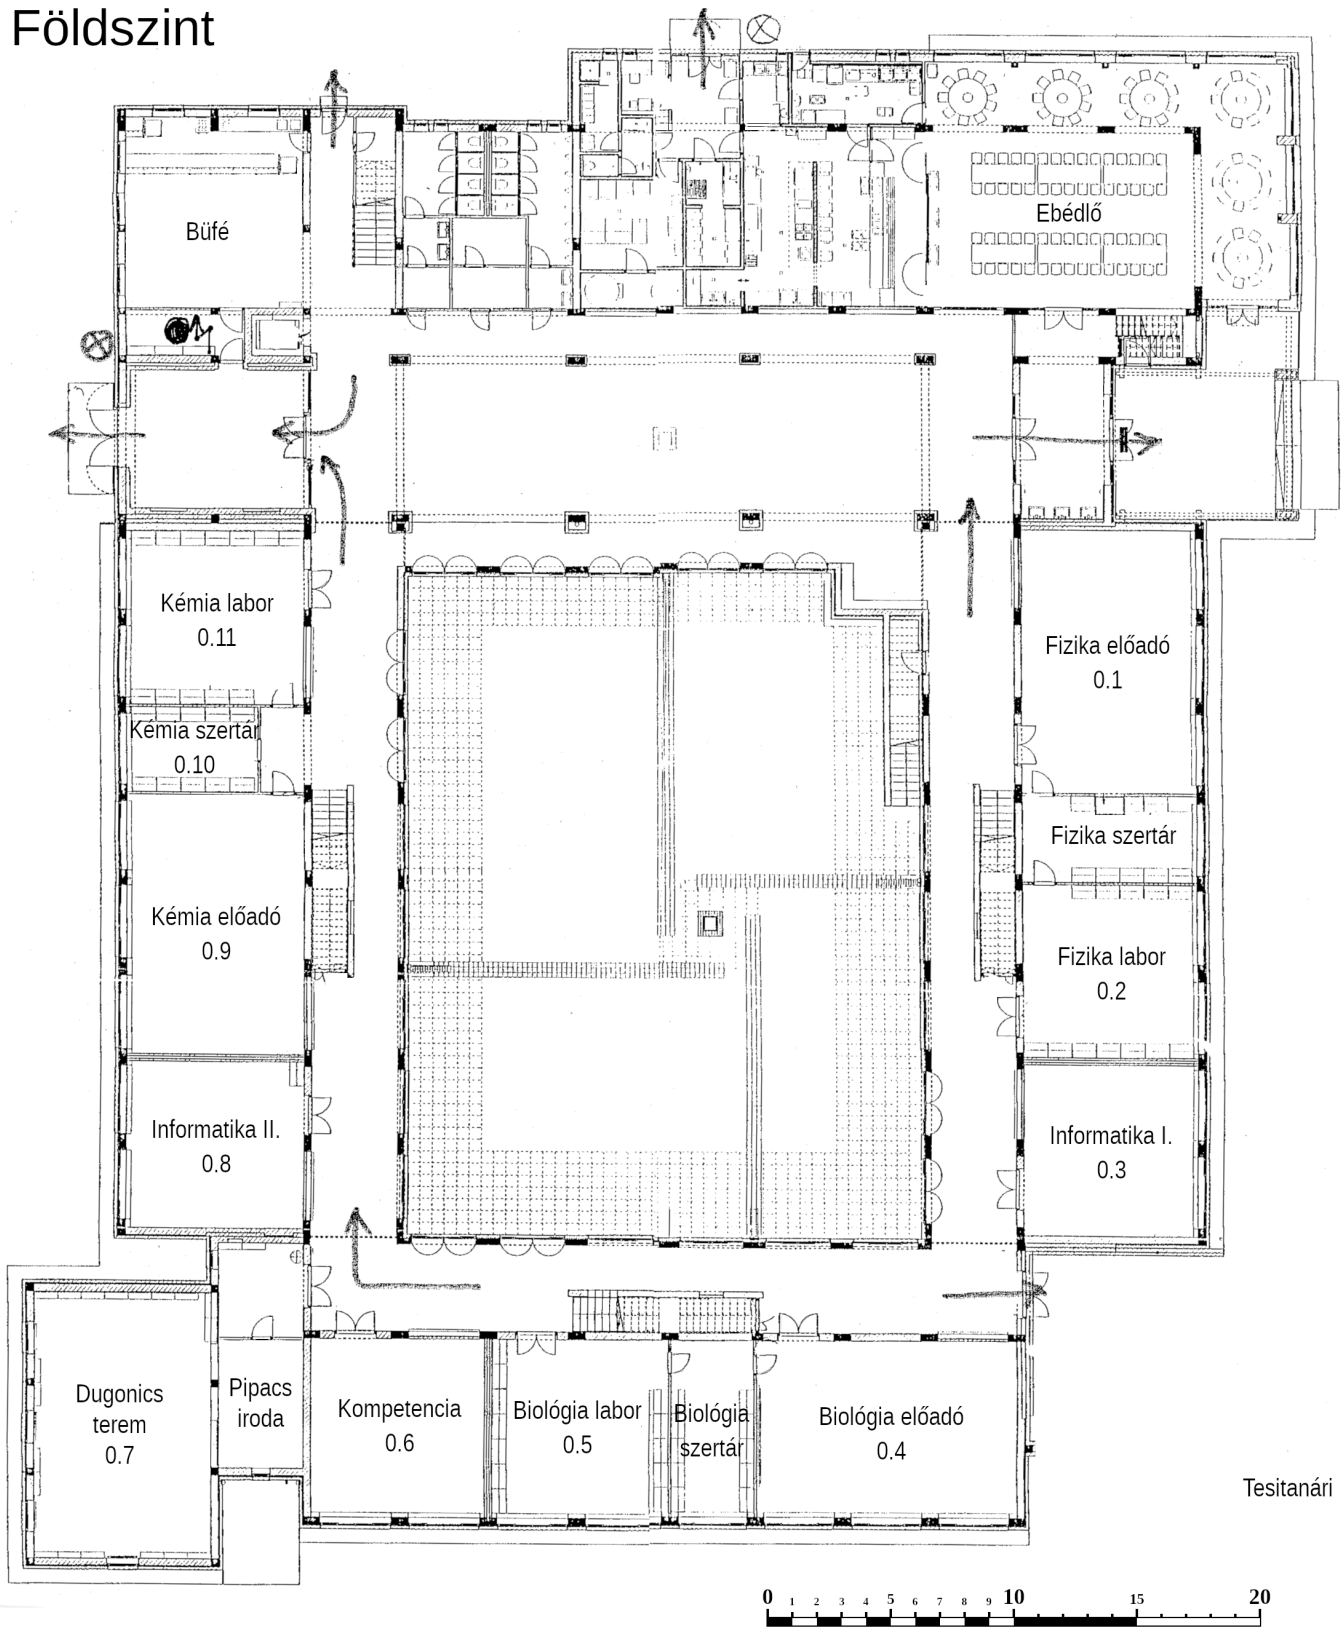 Földszint
Büfé
Ebédlő
Kémia labor
0.11
Fizika előadó
0.1
Kémia szertár
0.10
Fizika szertár
Kémia előadó
0.9
Fizika labor
0.2
Informatika II.
0.8
Informatika I.
0.3
Dugonics
terem
0.7
Pipacs
iroda
Kompetencia
0.6
Biológia labor
0.5
Biológia
szertár
Biológia előadó
0.4
Tesitanári
0 1 2 3 4 5 6 7 8 9 10 15 20